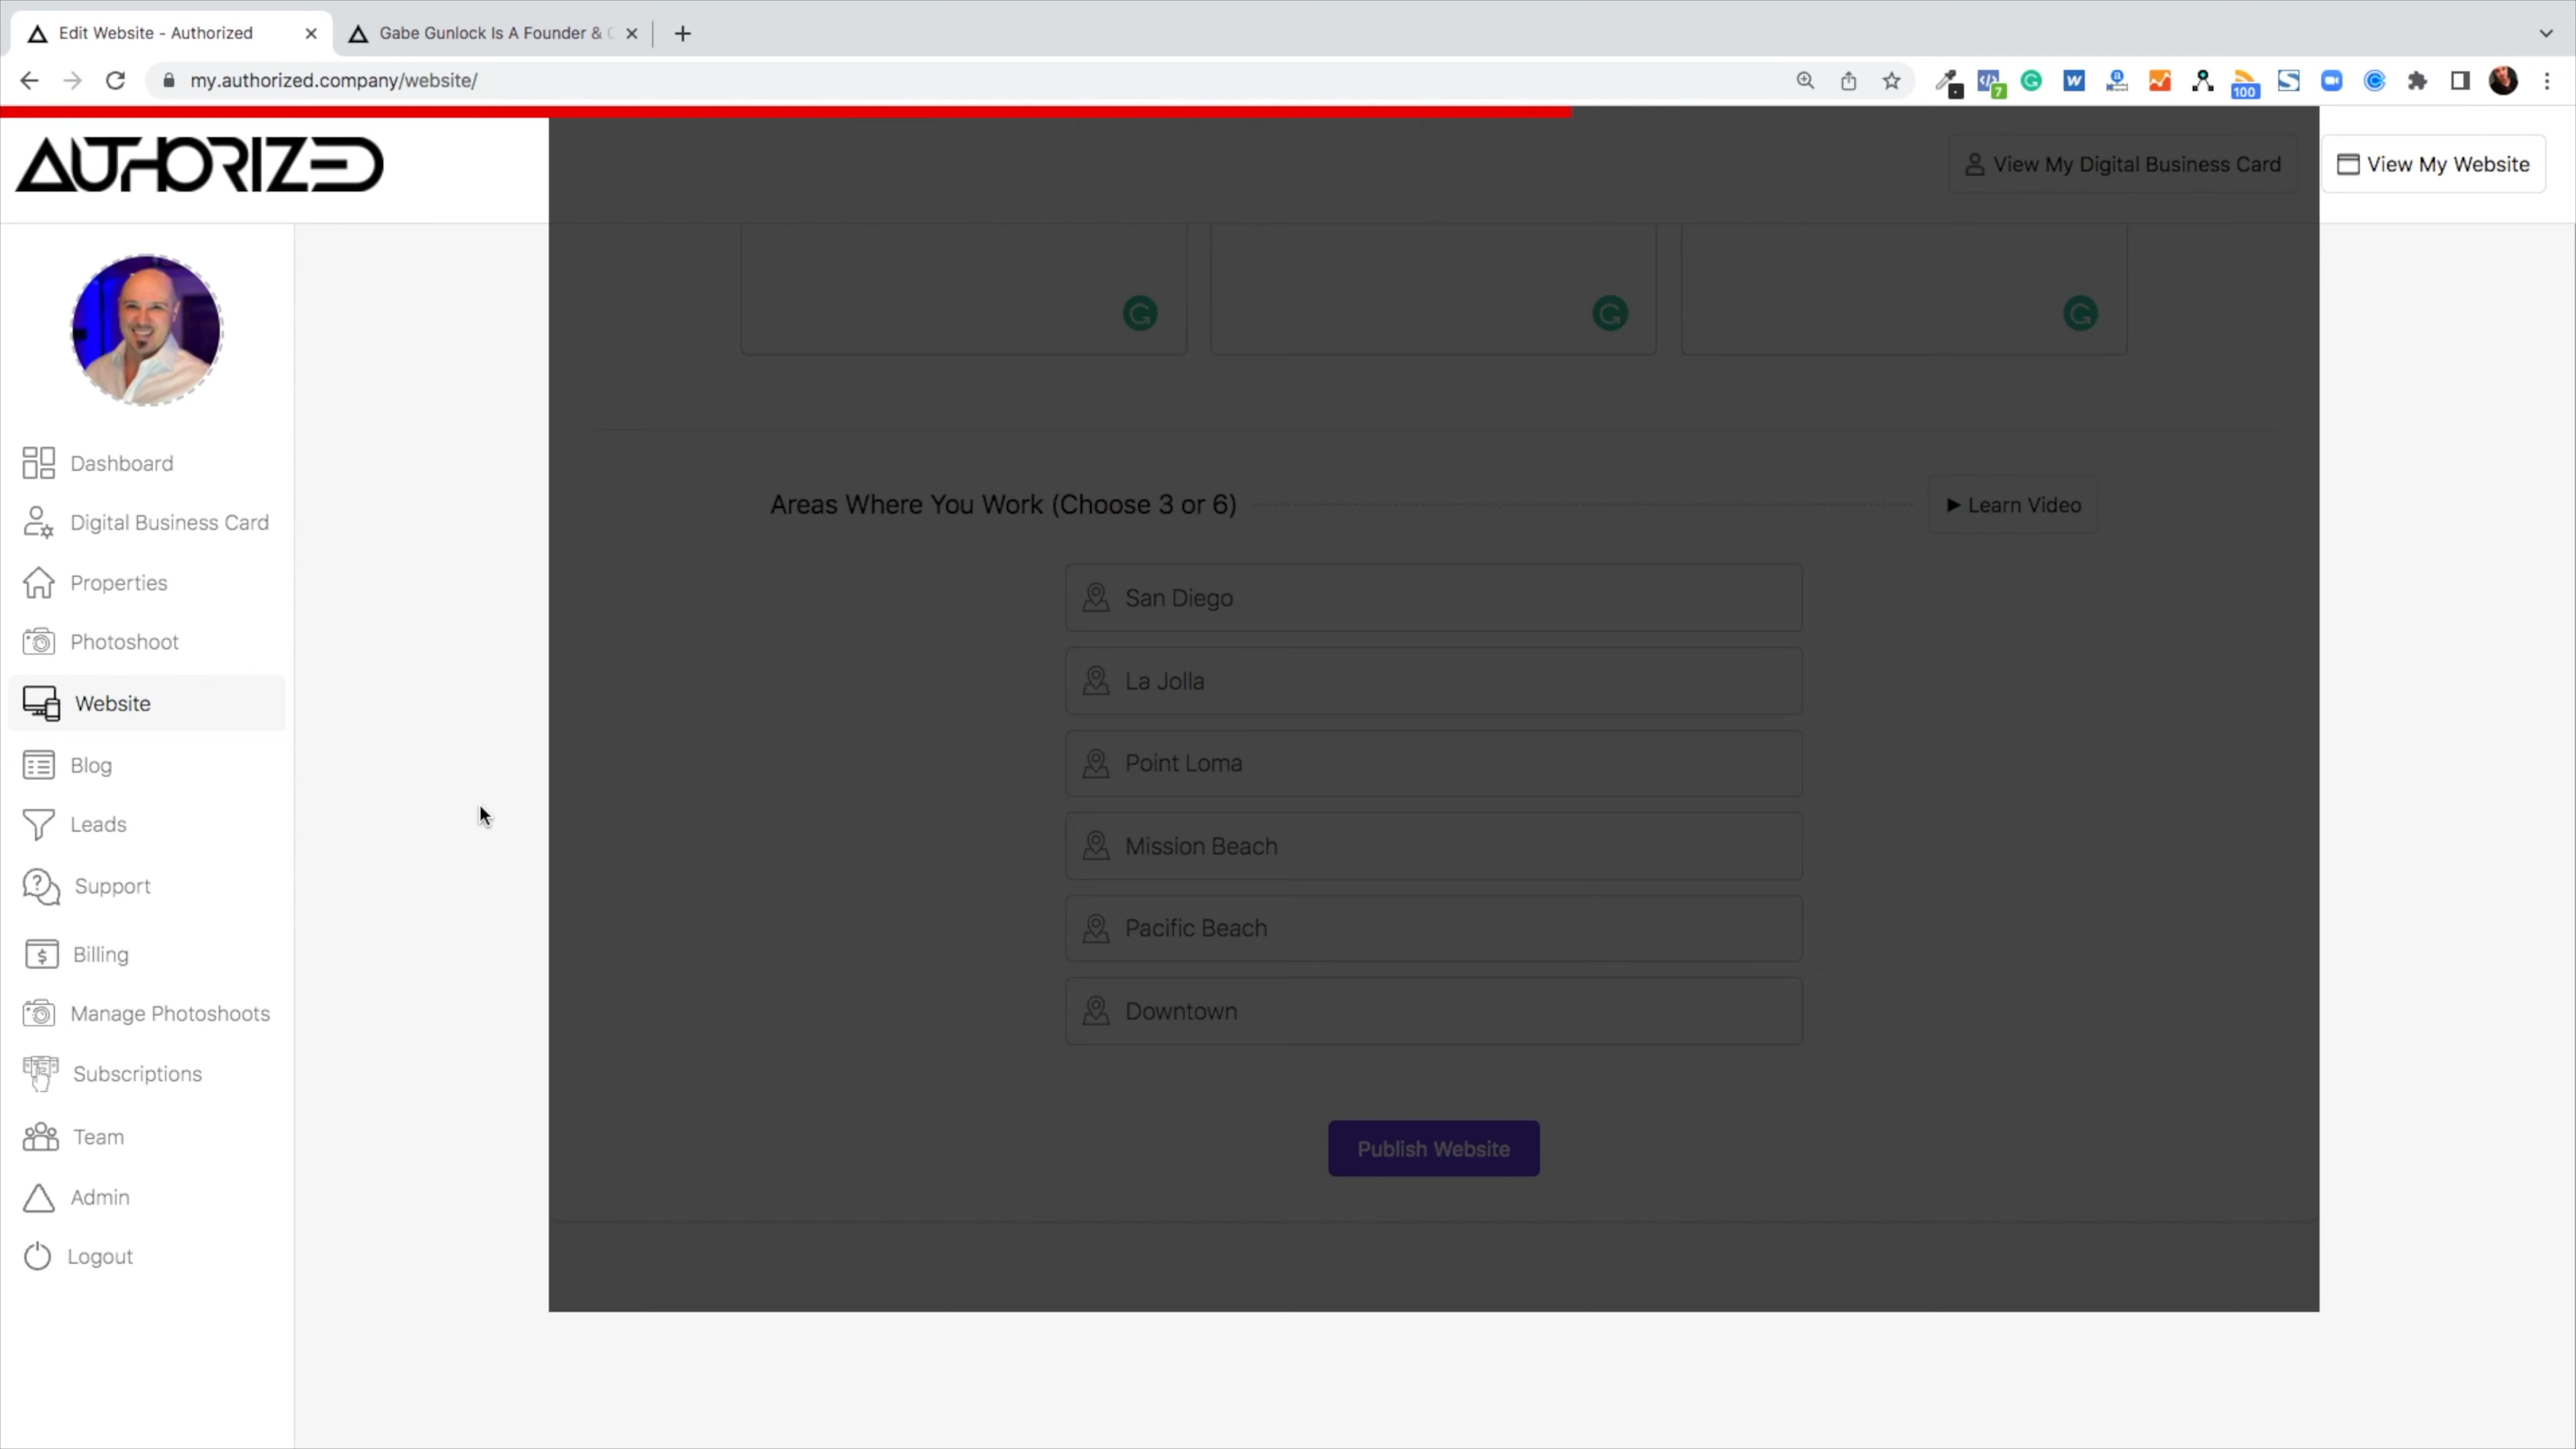 Edit Website - Authorized
Gabe Gunlock Is A Founder &
my.authorized.company/website/
7
100
AUTHORIZED
View My Digital Business Card
View My Website
Dashboard
Digital Business Card
Properties
Photoshoot
Website
Blog
Leads
Support
Billing
Manage Photoshoots
Subscriptions
Team
Admin
Logout
Areas Where You Work (Choose 3 or 6)
Learn Video
San Diego
La Jolla
Point Loma
Mission Beach
Pacific Beach
Downtown
Publish Website